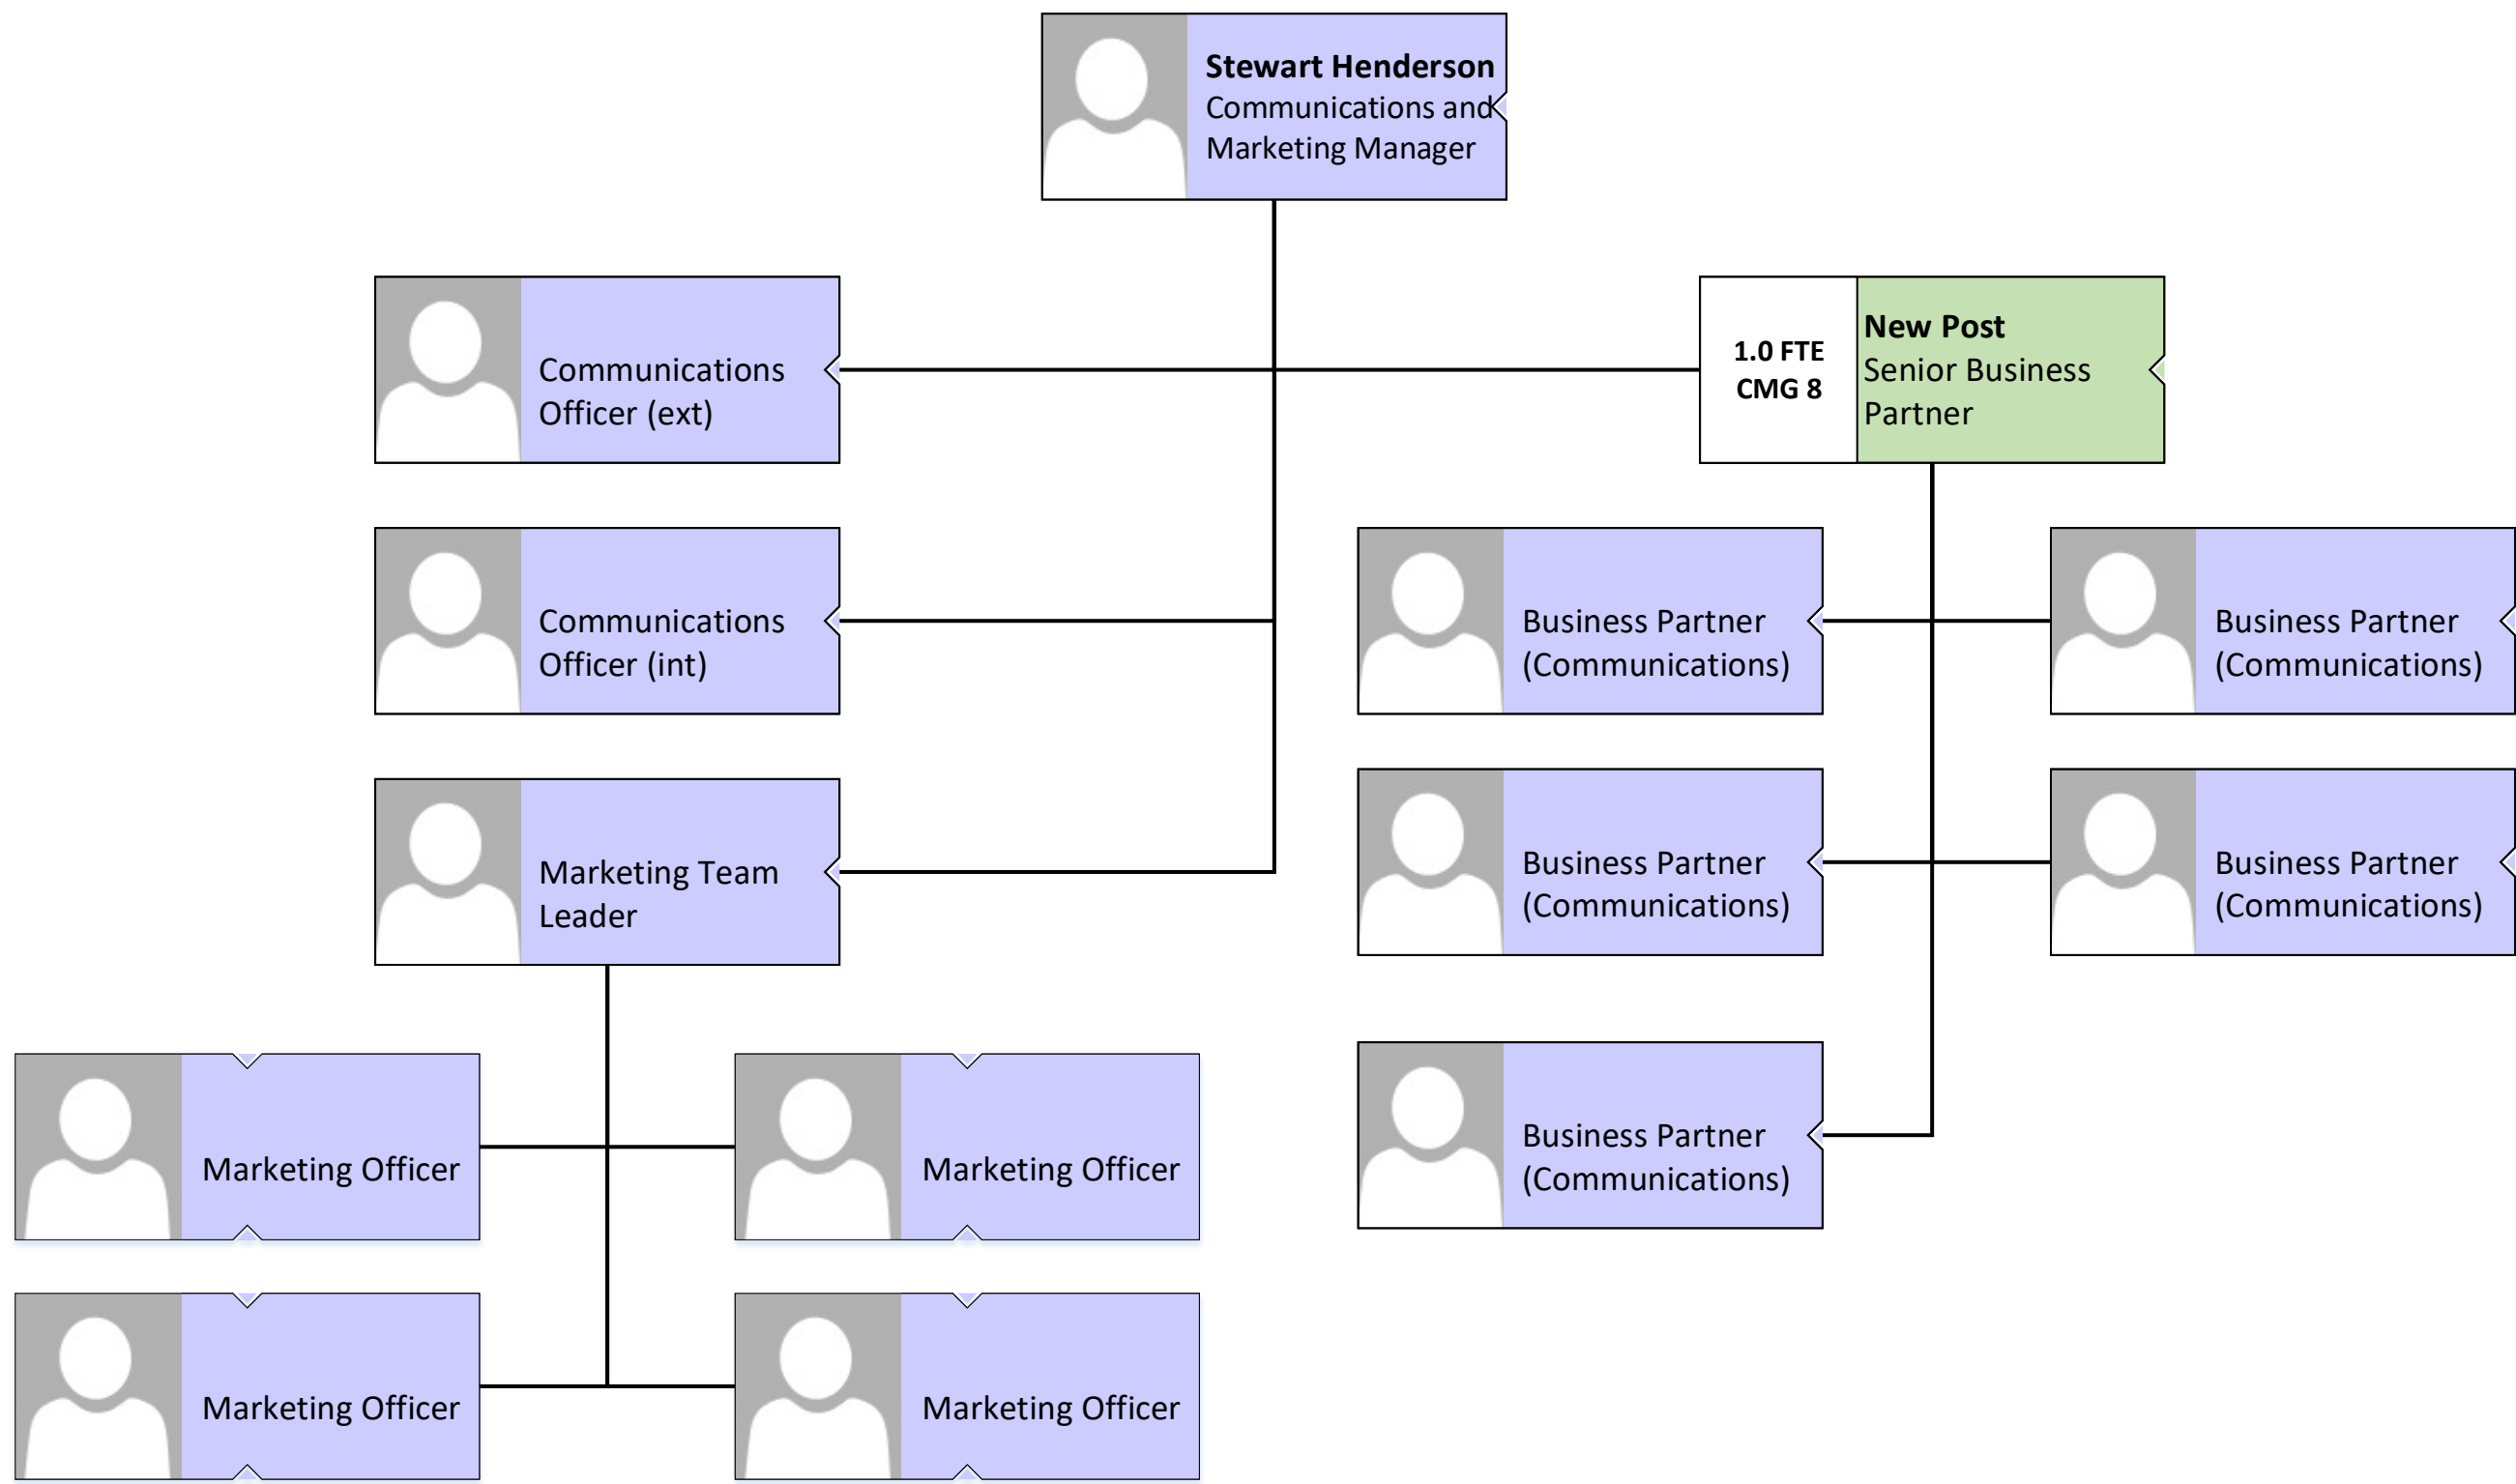 Stewart Henderson
Communications and
Marketing Manager
Communications
Officer (ext)
1.0 FTE
CMG 8
New Post
Senior Business
Partner
Communications
Officer (int)
Business Partner
(Communications)
Business Partner
(Communications)
Marketing Team
Leader
Business Partner
(Communications)
Business Partner
(Communications)
Marketing Officer
Marketing Officer
Business Partner
(Communications)
Marketing Officer
Marketing Officer